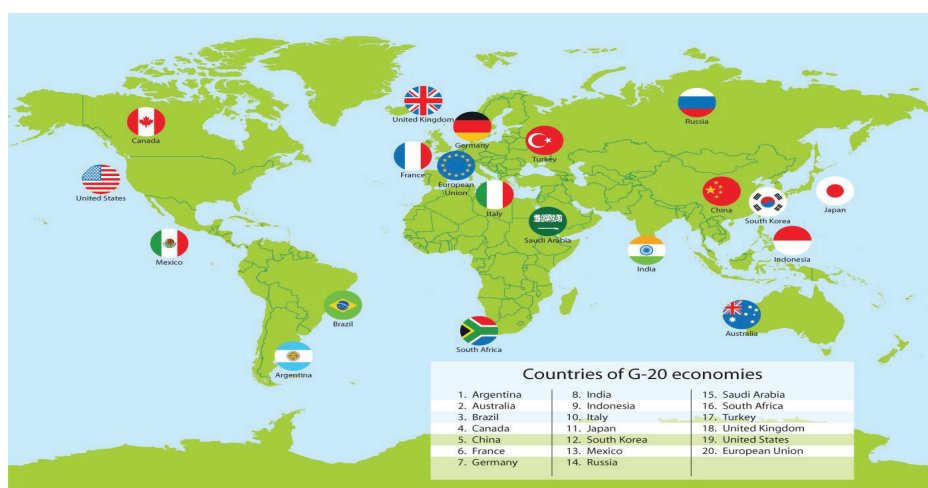 Canada
United Kingdom
Germany
Russia
Turkey
France
European
Union
United States
Italy
China
South Korea
Japan
Saudi Arabia
Mexico
India
Indonesia
Brazil
Australia
South Africa
Argentina
Countries of G-20 economies
1. Argentina
2. Australia
3. Brazil
4. Canada
5. China
6. France
7. Germany
8. India
9. Indonesia
10. Italy
11. Japan
12. South Korea
13. Mexico
14. Russia
15. Saudi Arabia
16. South Africa
17. Turkey
18. United Kingdom
19. United States
20. European Union